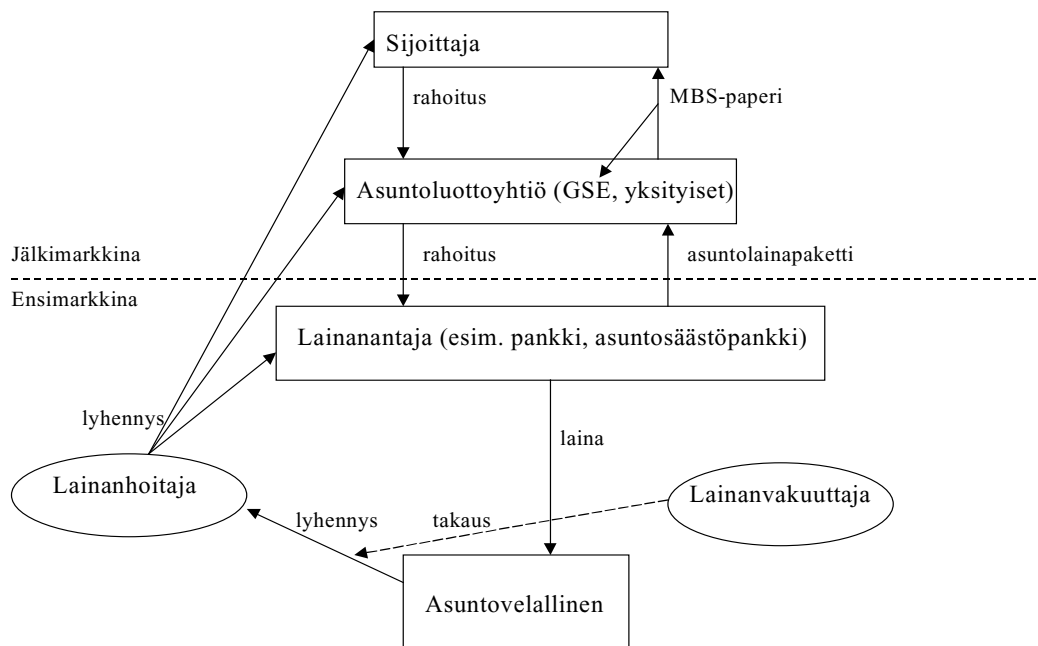 Sijoittaja
rahoitus
MBS-paperi
Asuntoluottoyhtiö (GSE, yksityiset)
Jälkimarkkina
rahoitus
asuntolainapaketti
Ensimarkkina
Lainanantaja (esim. pankki, asuntosäästöpankki)
lyhennys
laina
Lainanhoitaja
Lainanvakuuttaja
lyhennys
takaus
Asuntovelallinen